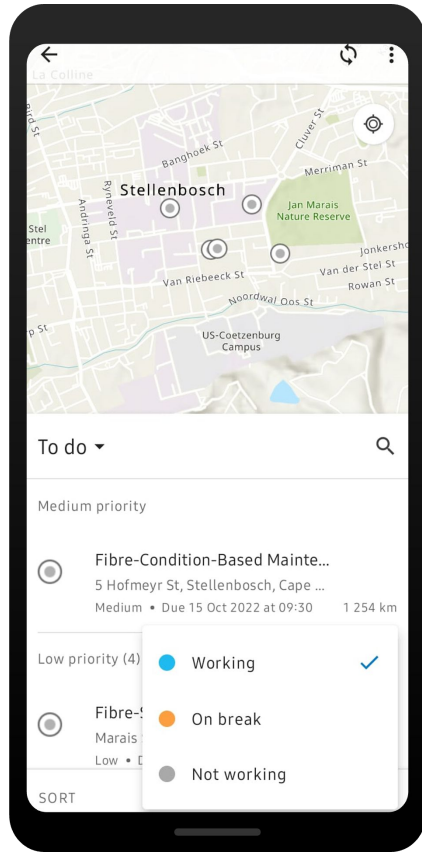 La Colline
Bird St
Banghoek St
Cluver St
Merriman St
Ryneveld St
Andringa St
Stellenbosch
Jan Marais
Nature Reserve
Stel
entre
Jonkersho
Van der Stel St
Van Riebeeck St
Rowan St
Noordwal Oos St
p St
US-Coetzenburg
Campus
To do
Medium priority
Fibre-Condition-Based Mainte...
5 Hofmeyr St, Stellenbosch, Cape ...
Medium • Due 15 Oct 2022 at 09:30 1 254 km
Low priority (4)
Working
Fibre-S
On break
Marais
Low • D
Not working
SORT